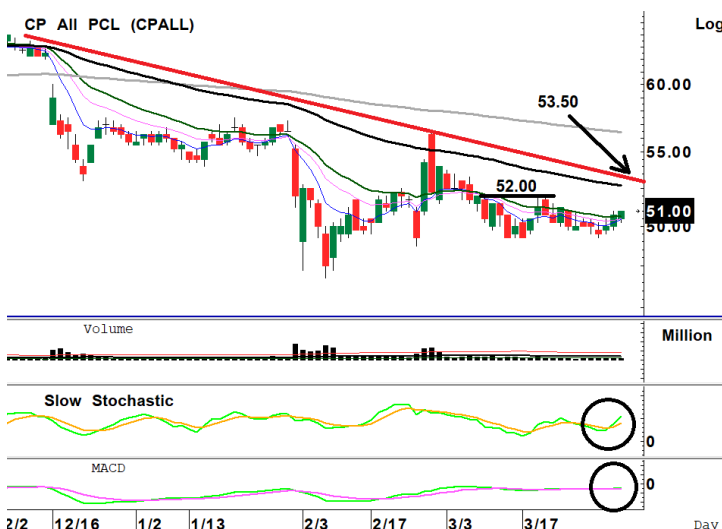 CP All PCL (CPALL)
Log
60.00
53.50
55.00
52.00
51.00
50.00
Volume
Million
Slow Stochastic
0
MACD
0
2/2 12/16 1/2 1/13 2/3 2/17 3/3 3/17 Day